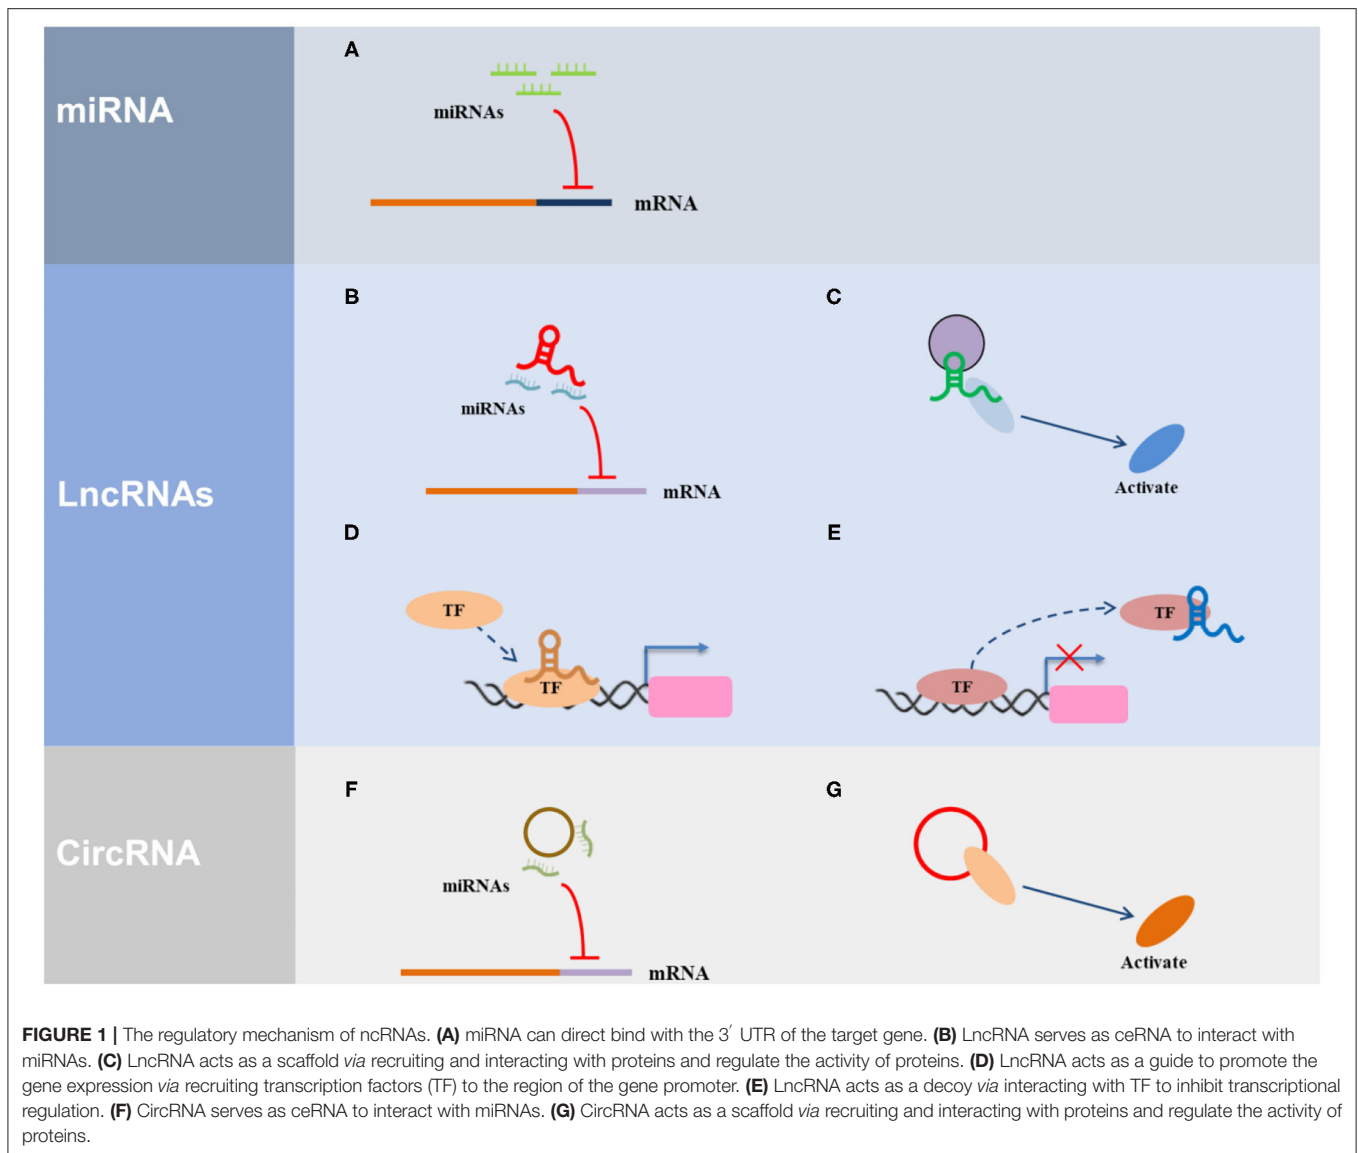 miRNA
A
miRNAs
mRNA
LncRNAs
B
miRNAs
mRNA
C
Activate
D
TF
TF
E
TF
TF
CircRNA
F
miRNAs
mRNA
G
Activate
FIGURE 1 | The regulatory mechanism of ncRNAs. (A) miRNA can direct bind with the 3′ UTR of the target gene. (B) LncRNA serves as ceRNA to interact with
miRNAs. (C) LncRNA acts as a scaffold via recruiting and interacting with proteins and regulate the activity of proteins. (D) LncRNA acts as a guide to promote the
gene expression via recruiting transcription factors (TF) to the region of the gene promoter. (E) LncRNA acts as a decoy via interacting with TF to inhibit transcriptional
regulation. (F) CircRNA serves as ceRNA to interact with miRNAs. (G) CircRNA acts as a scaffold via recruiting and interacting with proteins and regulate the activity of
proteins.